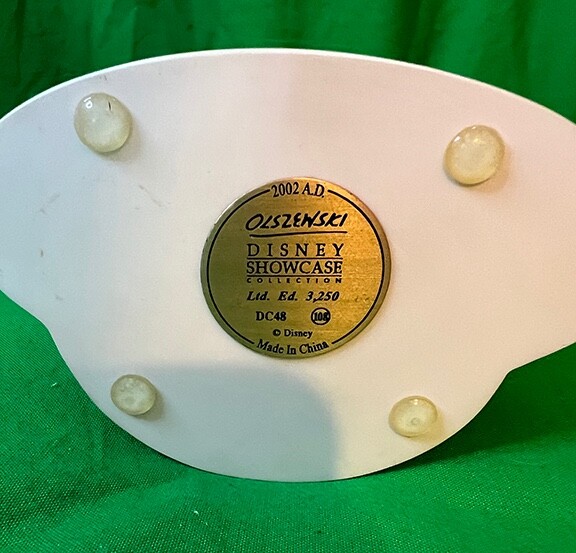 2002 A.D.
OLSZEWSKI
DISNEY
SHOWCASE
COLLECTION
Ltd. Ed. 3,250
DC48 108
© Disney
Made In China